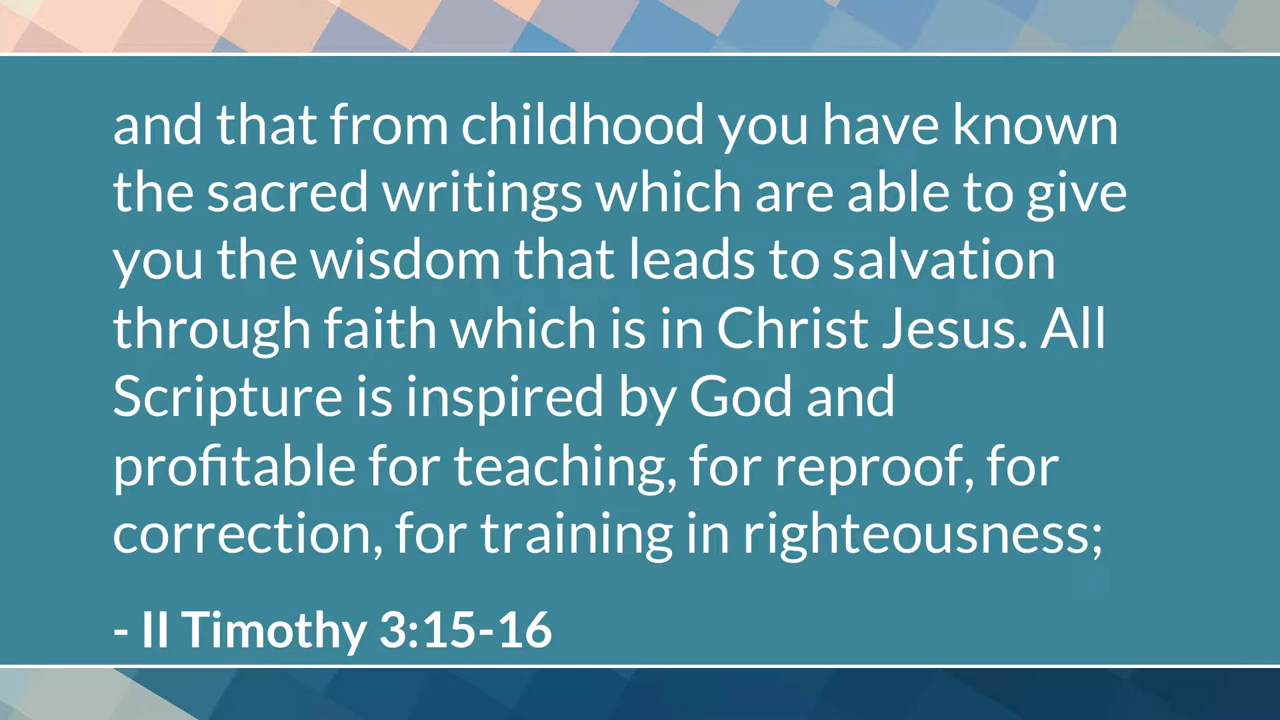 and that from childhood you have known
the sacred writings which are able to give
you the wisdom that leads to salvation
through faith which is in Christ Jesus. All
Scripture is inspired by God and
profitable for teaching, for reproof, for
correction, for training in righteousness;
- II Timothy 3:15-16